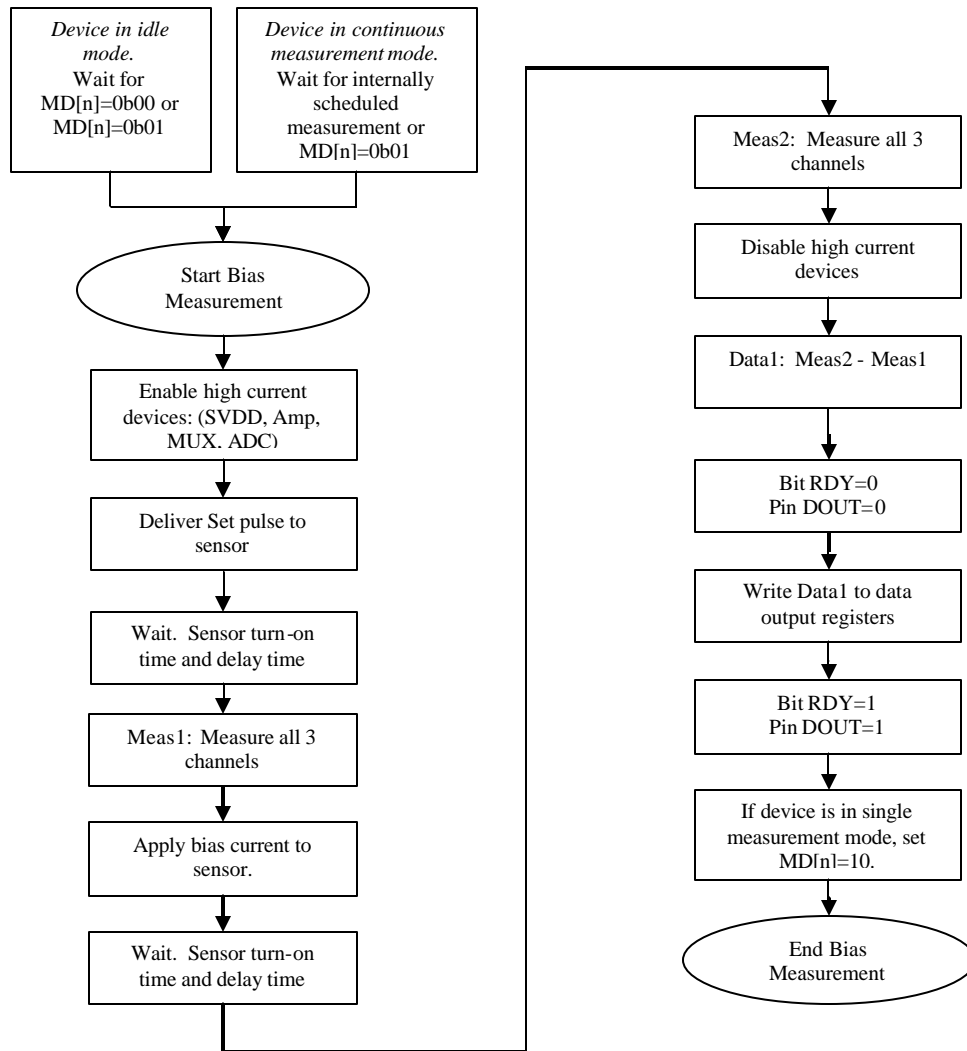 Device in idle
mode.
Wait for
MD[n]=0b00 or
MD[n]=0b01
Device in continuous
measurement mode.
Wait for internally
scheduled
measurement or
MD[n]=0b01
Start Bias
Measurement
Enable high current
devices: (SVDD, Amp,
MUX, ADC)
Deliver Set pulse to
sensor
Wait. Sensor turn-on
time and delay time
Meas1: Measure all 3
channels
Apply bias current to
sensor.
Wait. Sensor turn-on
time and delay time
Meas2: Measure all 3
channels
Disable high current
devices
Data1: Meas2 - Meas1
Bit RDY=0
Pin DOUT=0
Write Data1 to data
output registers
Bit RDY=1
Pin DOUT=1
If device is in single
measurement mode, set
MD[n]=10.
End Bias
Measurement